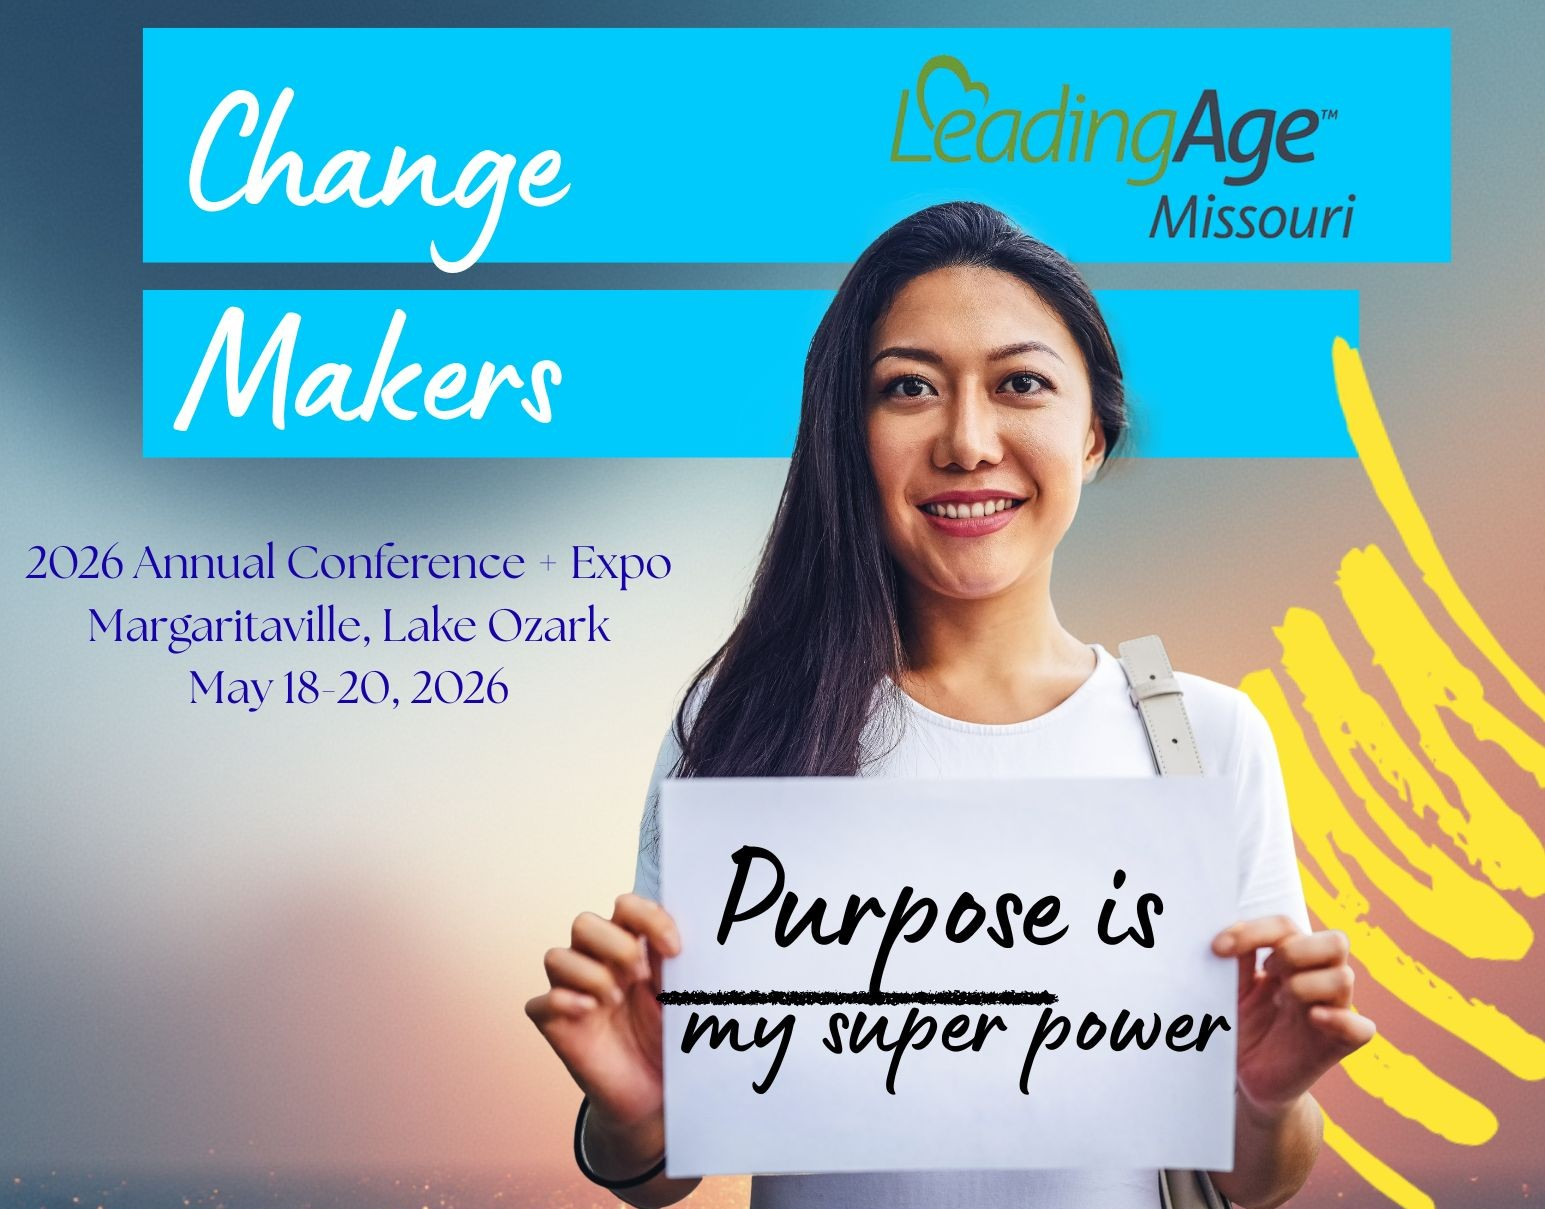 Change
LeadingAge™
Missouri
Makers
2026 Annual Conference + Expo
Margaritaville, Lake Ozark
May 18-20, 2026
Purpose is
my super power